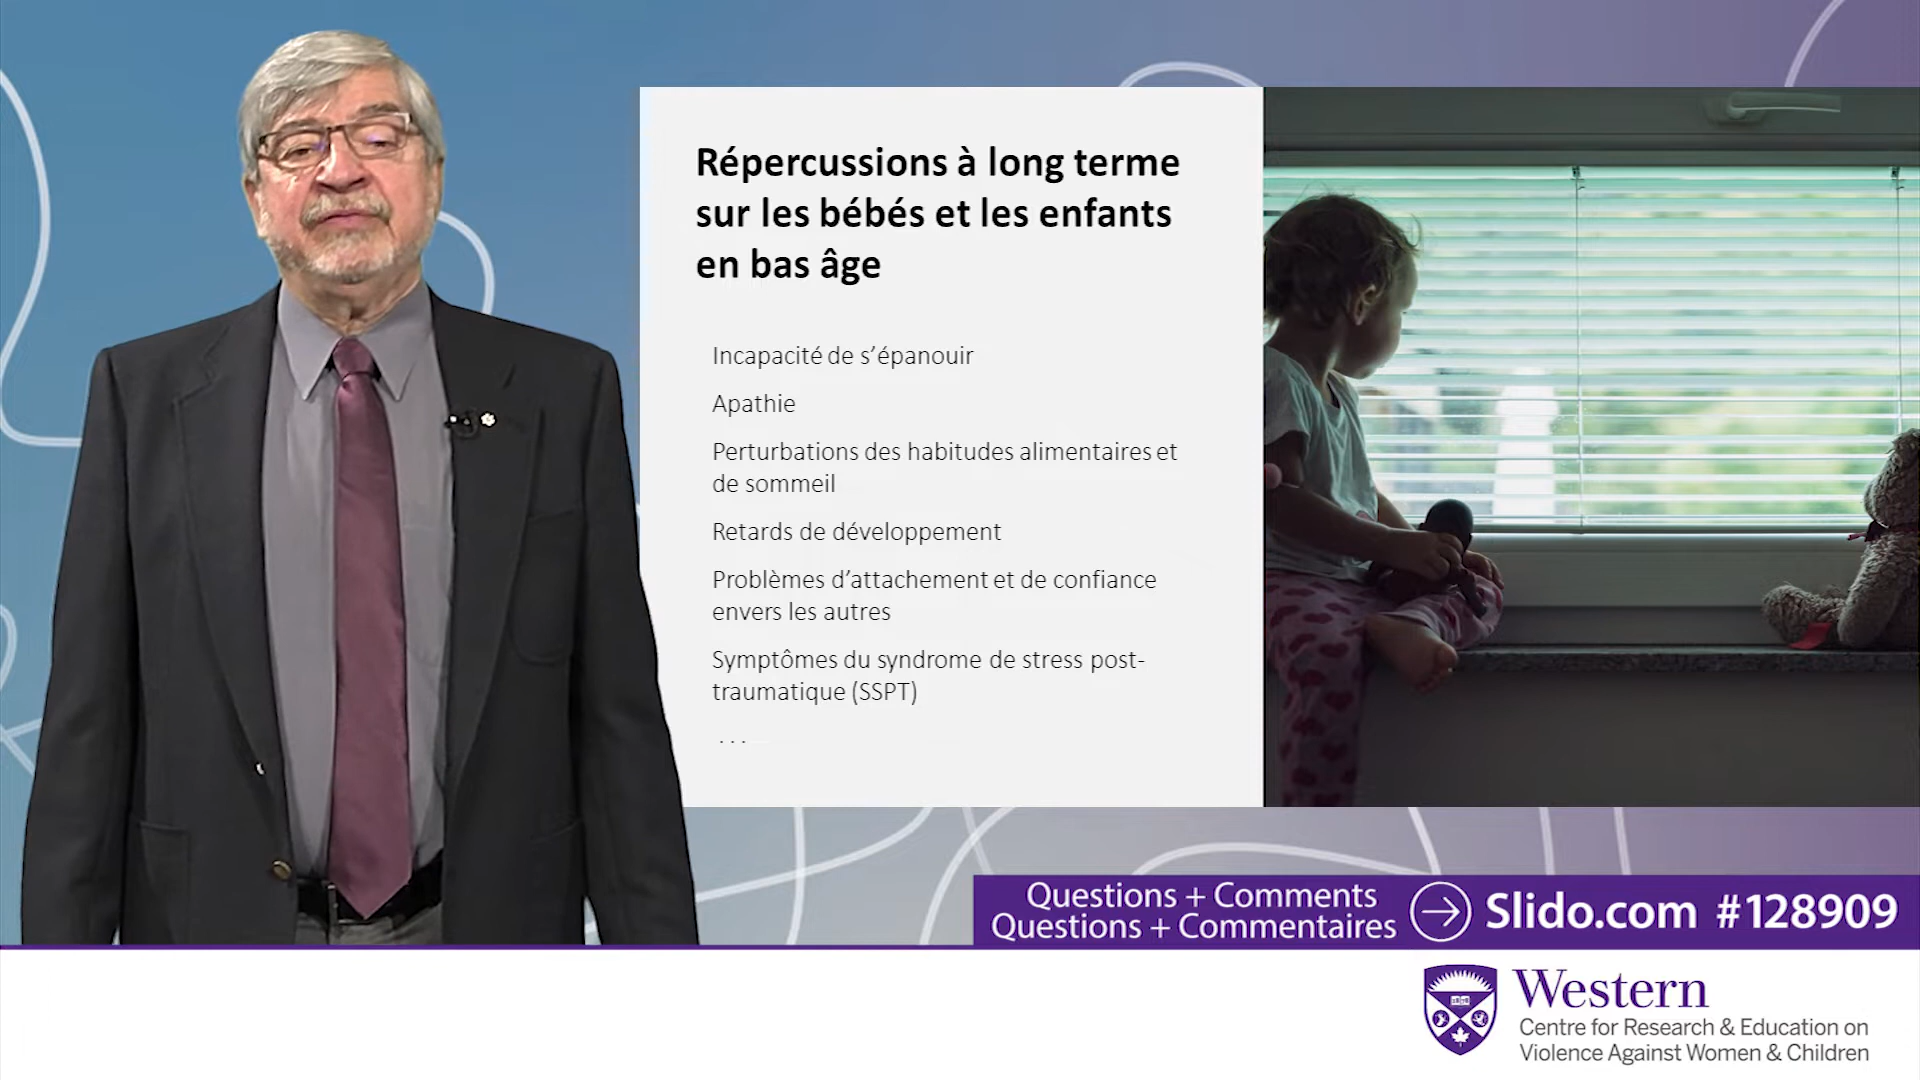 Répercussions à long terme
sur les bébés et les enfants
en bas âge
Incapacité de s’épanouir
Apathie
Perturbations des habitudes alimentaires et
de sommeil
Retards de développement
Problèmes d’attachement et de confiance
envers les autres
Symptômes du syndrome de stress post-
traumatique (SSPT)
...
Questions + Comments
Questions + Commentaires
Slido.com #128909
Western
Centre for Research & Education on
Violence Against Women & Children